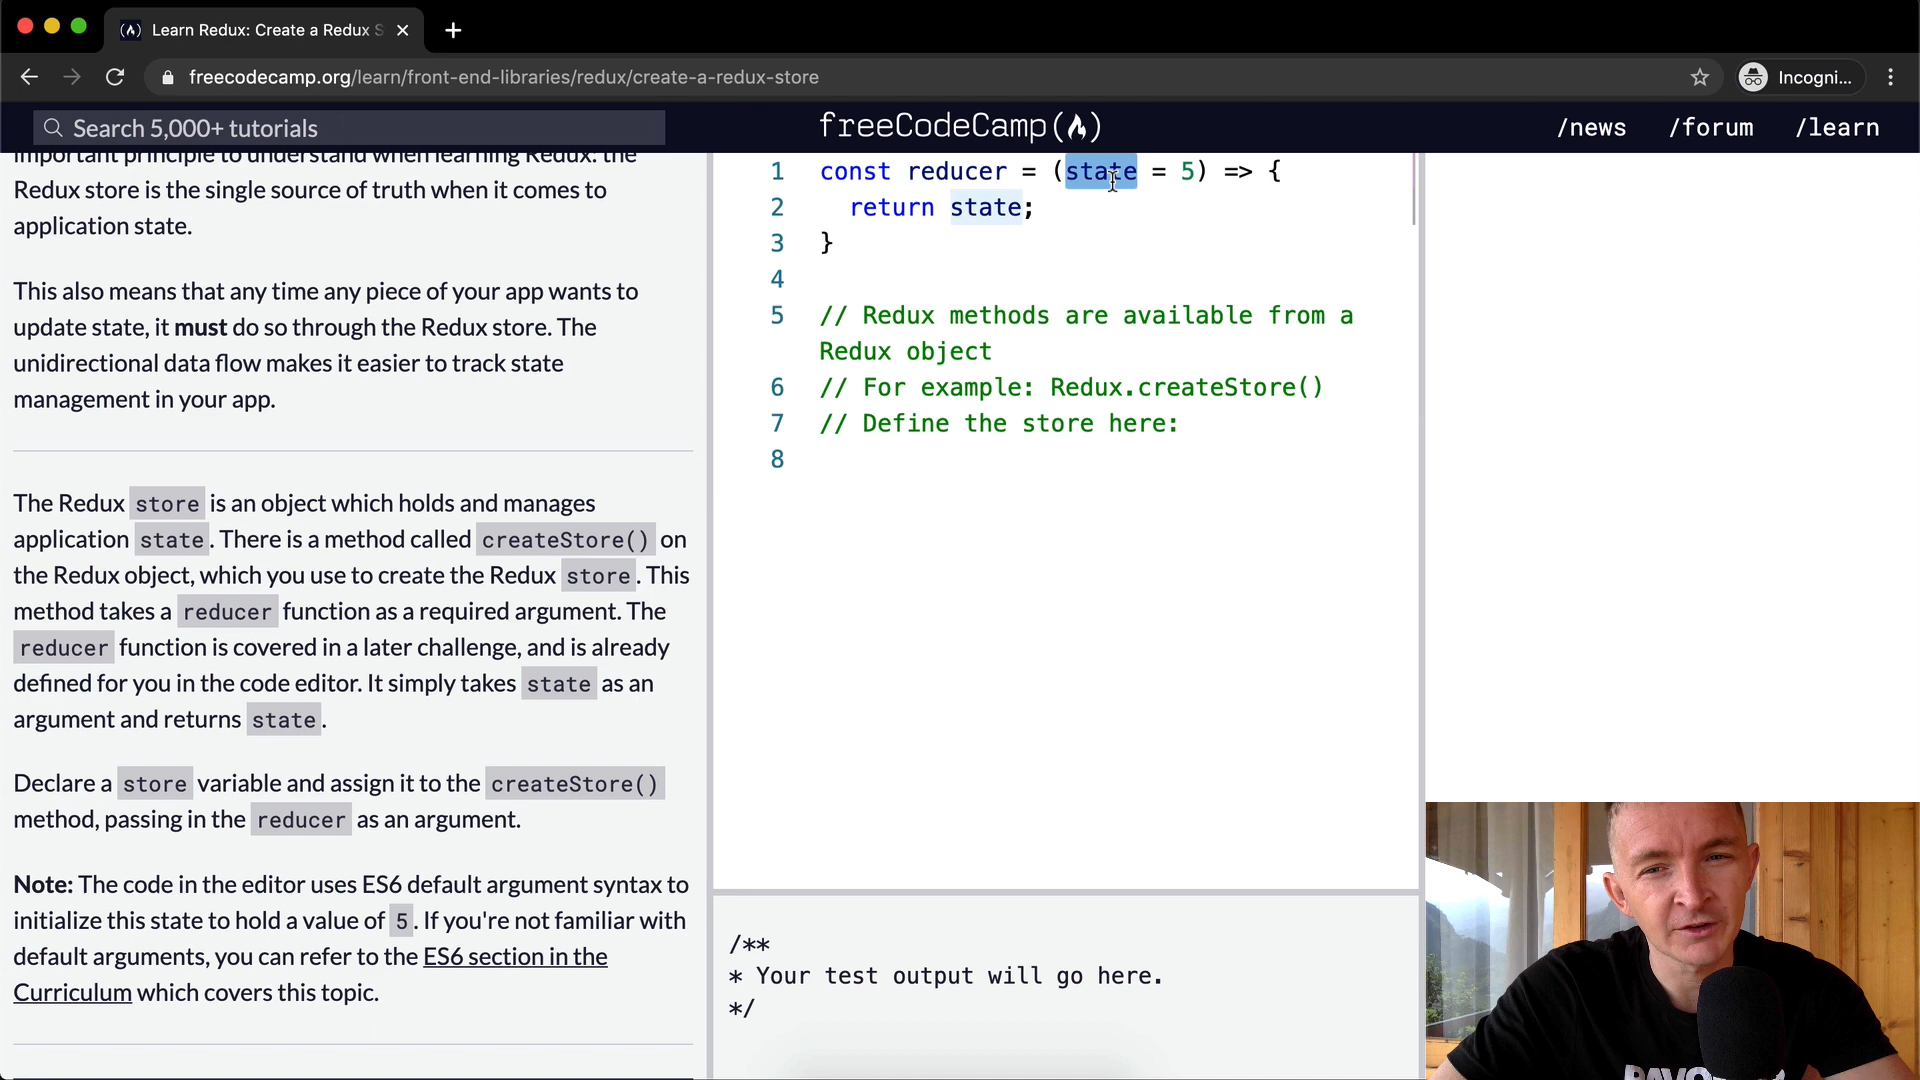 Learn Redux: Create a Redux S
freecodecamp.org/learn/front-end-libraries/redux/create-a-redux-store
Incogni...
Search 5,000+ tutorials
freeCodeCamp
/news
/forum
/learn
important principle to understand when learning Redux: the
Redux store is the single source of truth when it comes to
application state.
This also means that any time any piece of your app wants to
update state, it must do so through the Redux store. The
unidirectional data flow makes it easier to track state
management in your app.
The Redux store is an object which holds and manages
application state. There is a method called createStore() on
the Redux object, which you use to create the Redux store. This
method takes a reducer function as a required argument. The
reducer function is covered in a later challenge, and is already
defined for you in the code editor. It simply takes state as an
argument and returns state.
Declare a store variable and assign it to the createStore()
method, passing in the reducer as an argument.
Note: The code in the editor uses ES6 default argument syntax to
initialize this state to hold a value of 5. If you're not familiar with
default arguments, you can refer to the ES6 section in the
Curriculum which covers this topic.
1 const reducer = (state = 5) => {
2 return state;
3 }
4
5 // Redux methods are available from a
Redux object
6 // For example: Redux.createStore()
7 // Define the store here:
8
/**
* Your test output will go here.
*/